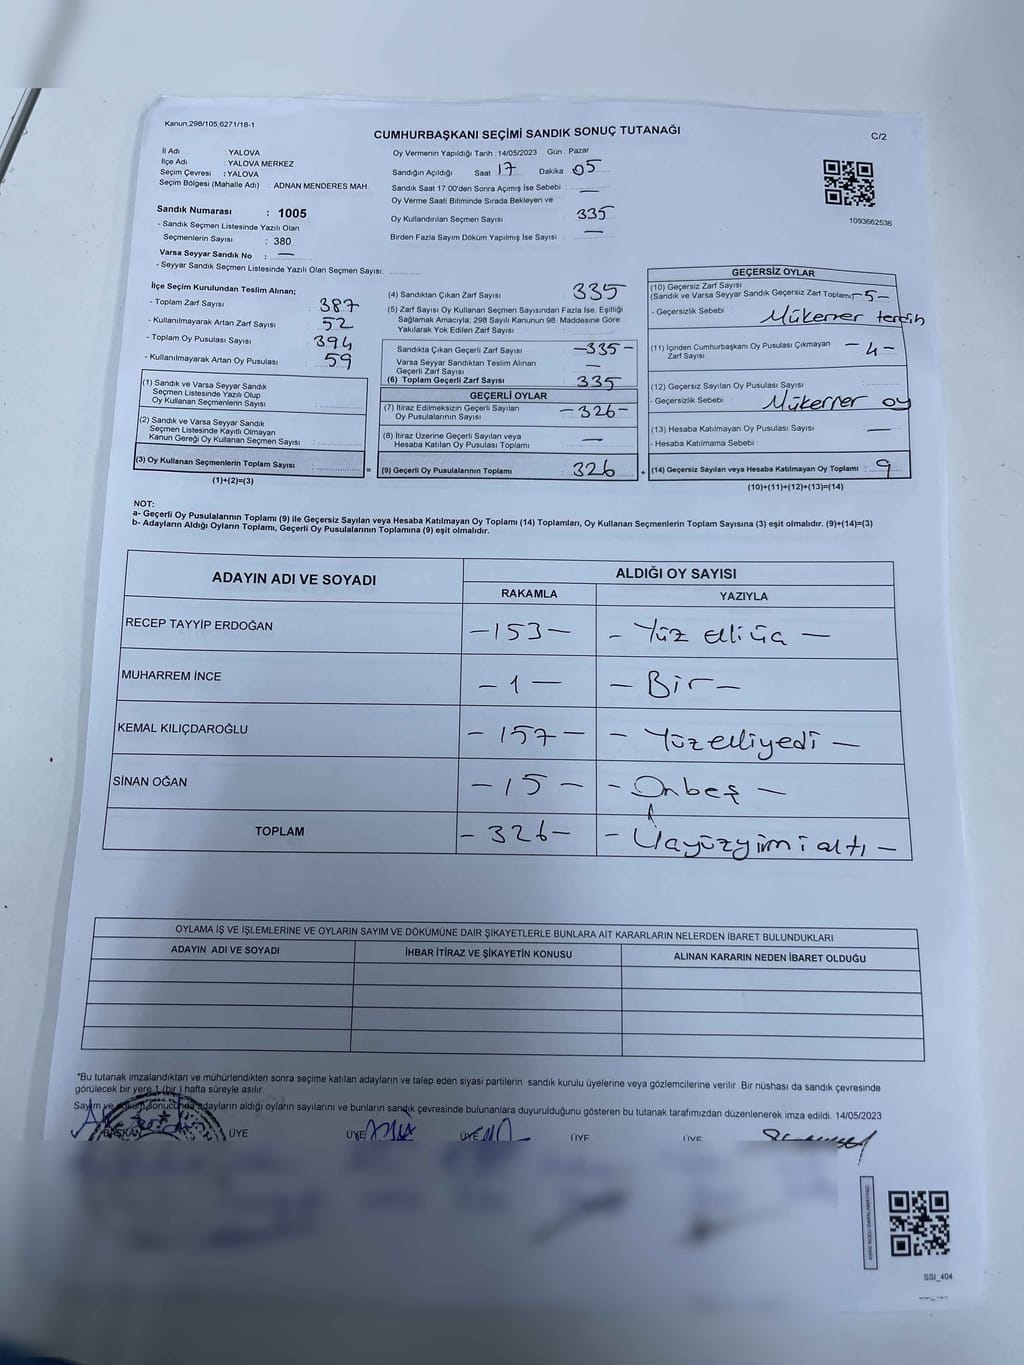 Kanun.298/105,6271/18-1
CUMHURBAŞKANI SEÇİMİ SANDIK SONUÇ TUTANAĞI
C/2
İl Adı : YALOVA
İlçe Adı : YALOVA MERKEZ
Seçim Çevresi : YALOVA
Seçim Bölgesi (Mahalle Adı) : ADNAN MENDERES MAH
Oy Vermenin Yapıldığı Tarih : 14/05/2023 Gün : Pazar
Sandığın Açıldığı Saat 17 Dakika 05
Sandık Saat 17:00'den Sonra Açımış İse Sebebi : —
Oy Verme Saati Bitiminde Sırada Bekleyen ve
Oy Kullandırılan Seçmen Sayısı : 335
Birden Fazla Sayım Döküm Yapılmış İse Sayısı : —
1093662536
Sandık Numarası : 1005
- Sandık Seçmen Listesinde Yazılı Olan
Seçmenlerin Sayısı : 380
Varsa Seyyar Sandık No : —
- Seyyar Sandık Seçmen Listesinde Yazılı Olan Seçmen Sayısı: ............
İlçe Seçim Kurulundan Teslim Alınan;
- Toplam Zarf Sayısı : 387
- Kullanılmayarak Artan Zarf Sayısı : 52
- Toplam Oy Pusulası Sayısı : 394
- Kullanılmayarak Artan Oy Pusulası : 59
(1) Sandık ve Varsa Seyyar Sandık
Seçmen Listesinde Yazılı Olup
Oy Kullanan Seçmenlerin Sayısı :
(2) Sandık ve Varsa Seyyar Sandık
Seçmen Listesinde Kayıtlı Olmayan
Kanun Gereği Oy Kullanan Seçmen Sayısı :
(3) Oy Kullanan Seçmenlerin Toplam Sayısı :
(1)+(2)=(3)
(4) Sandıktan Çıkan Zarf Sayısı : 335
(5) Zarf Sayısı Oy Kullanan Seçmen Sayısından Fazla İse, Eşitliği
Sağlamak Amacıyla; 298 Sayılı Kanunun 98. Maddesine Göre
Yakılarak Yok Edilen Zarf Sayısı :
Sandıkta Çıkan Geçerli Zarf Sayısı : —335—
Varsa Seyyar Sandıktan Teslim Alınan
Geçerli Zarf Sayısı : —
(6) Toplam Geçerli Zarf Sayısı : 335
GEÇERLİ OYLAR
(7) İtiraz Edilmeksizin Geçerli Sayılan
Oy Pusulalarının Sayısı : —326—
(8) İtiraz Üzerine Geçerli Sayılan veya
Hesaba Katılan Oy Pusulası Toplamı : —
= (9) Geçerli Oy Pusulalarının Toplamı : 326 +
GEÇERSİZ OYLAR
(10) Geçersiz Zarf Sayısı
(Sandık ve Varsa Seyyar Sandık Geçersiz Zarf Toplamı) —5—
- Geçersizlik Sebebi : Mükerrer tercih
(11) İçinden Cumhurbaşkanı Oy Pusulası Çıkmayan
Zarf Sayısı : —4—
(12) Geçersiz Sayılan Oy Pusulası Sayısı :
- Geçersizlik Sebebi : Mükerrer oy
(13) Hesaba Katılmayan Oy Pusulası Sayısı : —
- Hesaba Katılmama Sebebi :
(14) Geçersiz Sayılan veya Hesaba Katılmayan Oy Toplamı : 9
(10)+(11)+(12)+(13)=(14)
NOT:
a- Geçerli Oy Pusulalarının Toplamı (9) ile Geçersiz Sayılan veya Hesaba Katılmayan Oy Toplamı (14) Toplamları, Oy Kullanan Seçmenlerin Toplam Sayısına (3) eşit olmalıdır. (9)+(14)=(3)
b- Adayların Aldığı Oyların Toplamı, Geçerli Oy Pusulalarının Toplamına (9) eşit olmalıdır.
ADAYIN ADI VE SOYADI
ALDIĞI OY SAYISI
RAKAMLA YAZIYLA
RECEP TAYYİP ERDOĞAN —153— — Yüz elliüç —
MUHARREM İNCE —1— — Bir —
KEMAL KILIÇDAROĞLU —157— — Yüzelliyedi —
SİNAN OĞAN —15— — Onbeş —
TOPLAM —326— — Üçyüzyirmialtı —
OYLAMA İŞ VE İŞLEMLERİNE VE OYLARIN SAYIM VE DÖKÜMÜNE DAİR ŞİKAYETLERLE BUNLARA AİT KARARLARIN NELERDEN İBARET BULUNDUKLARI
ADAYIN ADI VE SOYADI İHBAR İTİRAZ VE ŞİKAYETİN KONUSU ALINAN KARARIN NEDEN İBARET OLDUĞU
*Bu tutanak imzalandıktan ve mühürlendikten sonra seçime katılan adayların ve talep eden siyasi partilerin sandık kurulu üyelerine veya gözlemcilerine verilir .Bir nüshası da sandık çevresinde
görülecek bir yere 1 (bir ) hafta süreyle asılır.
Sayım ve döküm sonucunda adayların aldığı oyların sayılarını ve bunların sandık çevresinde bulunanlara duyurulduğunu gösteren bu tutanak tarafımızdan düzenlenerek imza edildi. 14/05/2023
BAŞKAN ÜYE ÜYE ÜYE ÜYE ÜYE
SSI_404